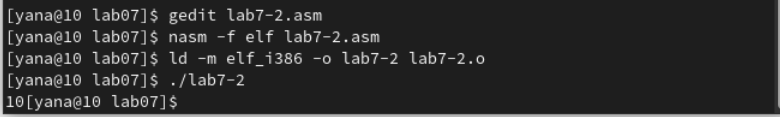 [yana@10 lab07]$ gedit lab7-2.asm
[yana@10 lab07]$ nasm -f elf lab7-2.asm
[yana@10 lab07]$ ld -m elf_i386 -o lab7-2 lab7-2.o
[yana@10 lab07]$ ./lab7-2
10[yana@10 lab07]$